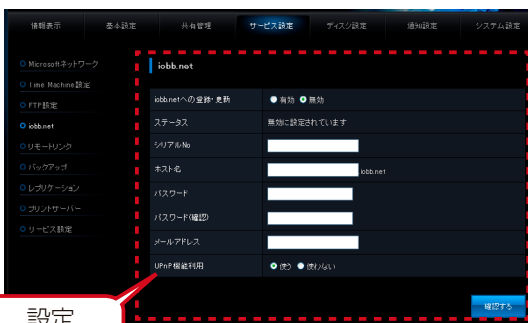 情報表示 基本設定 共有管理 サービス設定 ディスク設定 通知設定 システム設定
Microsoftネットワーク
Time Machine設定
FTP設定
iobb.net
リモートリンク
バックアップ
レプリケーション
プリントサーバー
サービス設定
iobb.net
iobb.netへの登録・更新 有効 無効
ステータス 無効に設定されています
シリアルNo
ホスト名 iobb.net
パスワード
パスワード(確認)
メールアドレス
UPnP機能利用 使う 使わない
確認する
設定